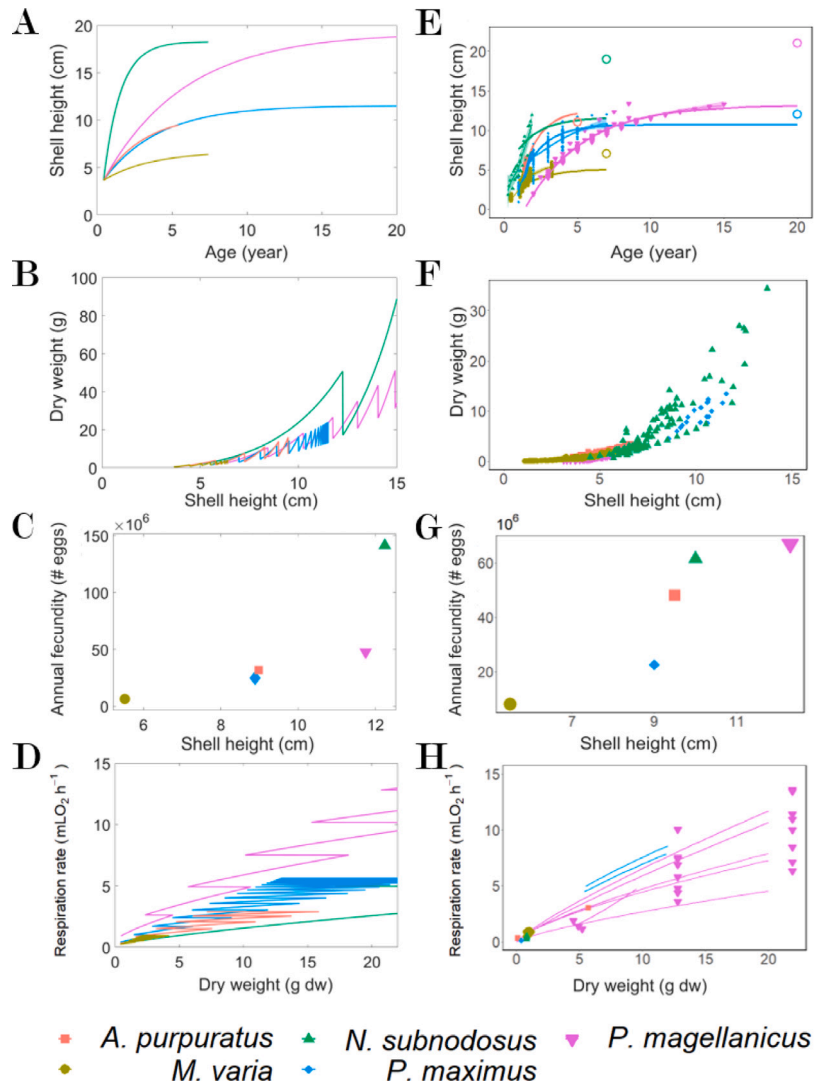 A
Shell height (cm)
20
15
10
5
0
0 5 10 15 20
Age (year)
E
Shell height (cm)
20
15
10
5
0
0 5 10 15 20
Age (year)
B
Dry weight (g)
100
80
60
40
20
0
0 5 10 15
Shell height (cm)
F
Dry weight (g)
30
20
10
0
0 5 10 15
Shell height (cm)
C
Annual fecundity (# eggs)
×10⁶
150
100
50
0
6 8 10 12
Shell height (cm)
G
Annual fecundity (# eggs)
10⁶
60
40
20
7 9 11
Shell height (cm)
D
Respiration rate (mLO₂ h⁻¹)
15
10
5
0
0 5 10 15 20
Dry weight (g dw)
H
Respiration rate (mLO₂ h⁻¹)
15
10
5
0
0 5 10 15 20
Dry weight (g dw)
A. purpuratus N. subnodosus P. magellanicus
M. varia P. maximus